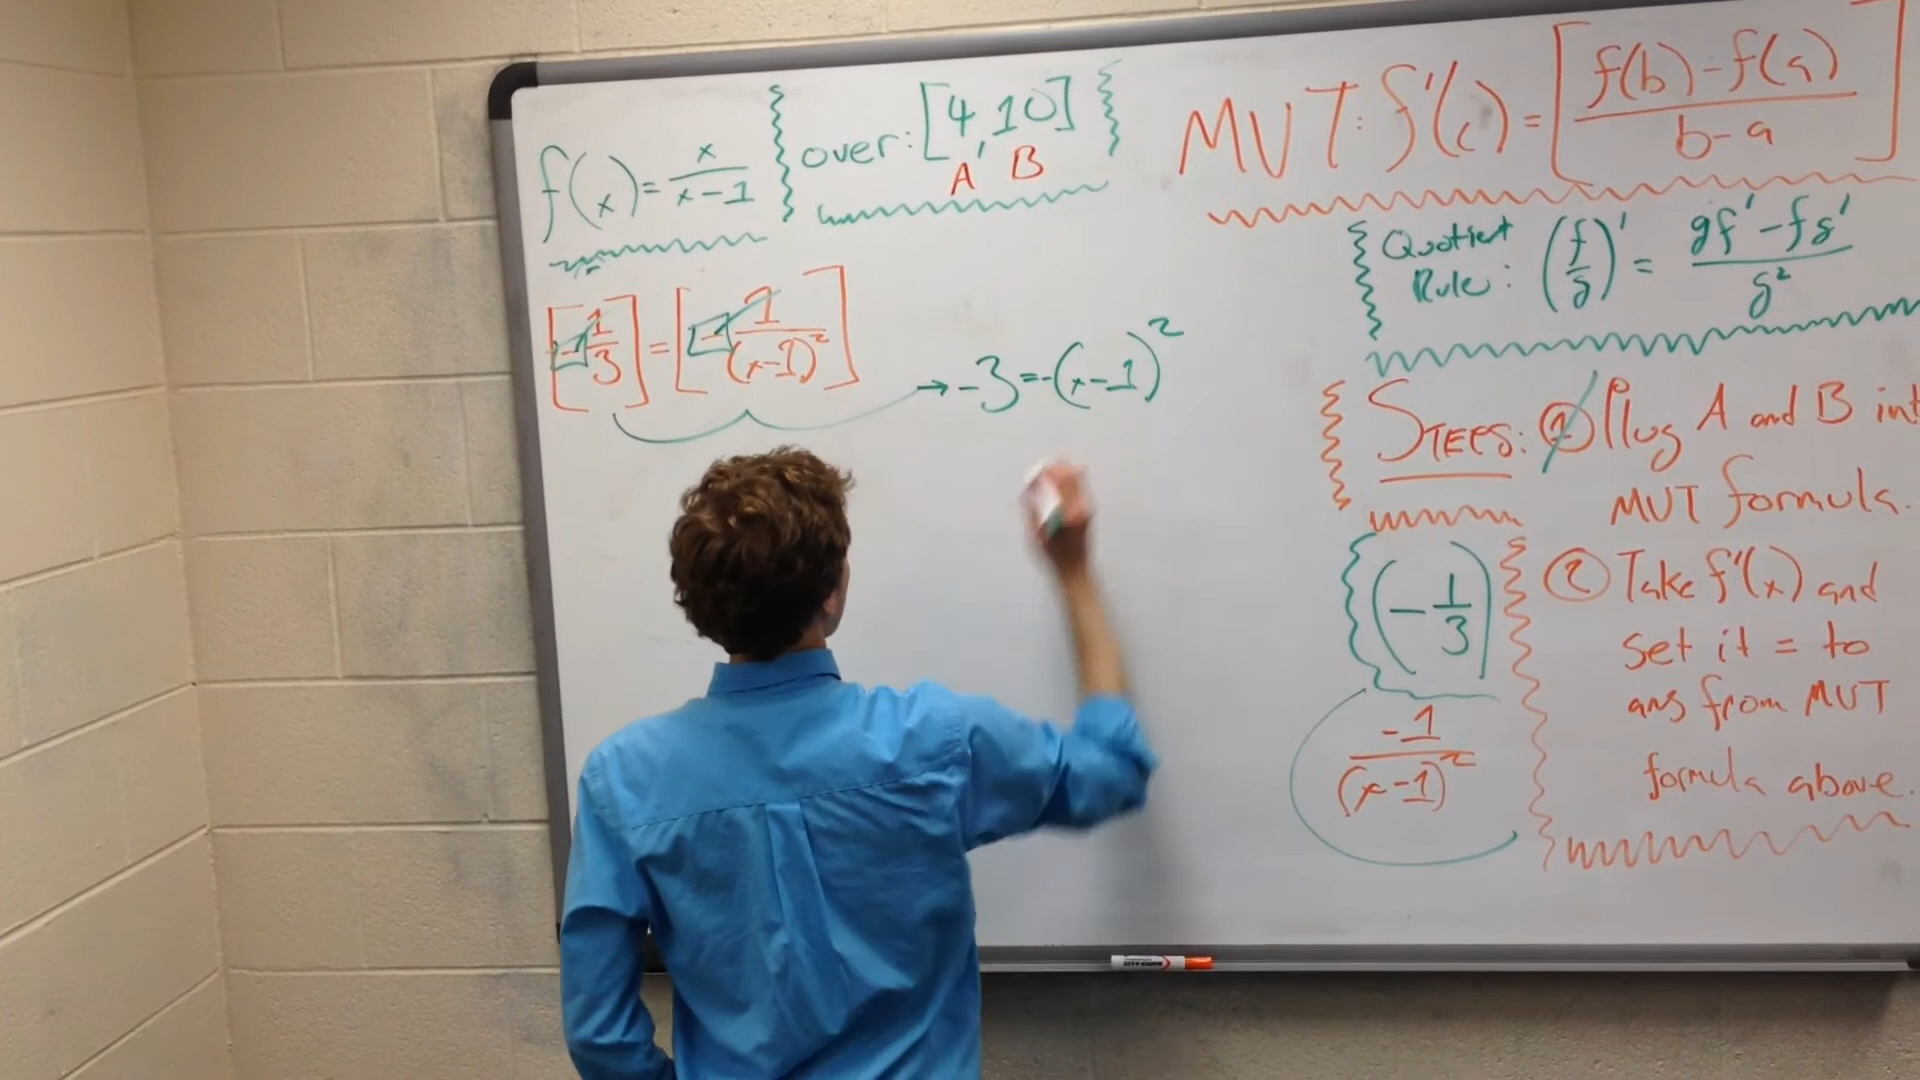 f(x) = x/(x-1)
over: [4, 10]
A B
MVT: f'(c) = [(f(b)-f(a))/(b-a)]
Quotient
Rule: (f/g)' = (gf'-fg')/g²
[-1/3] = [-1/(x-1)²]
→ -3=-(x-1)²
STEPS: ① Plug A and B int
MVT formula.
(-1/3)
② Take f'(x) and
set it = to
ans from MVT
formula above.
-1/(x-1)²